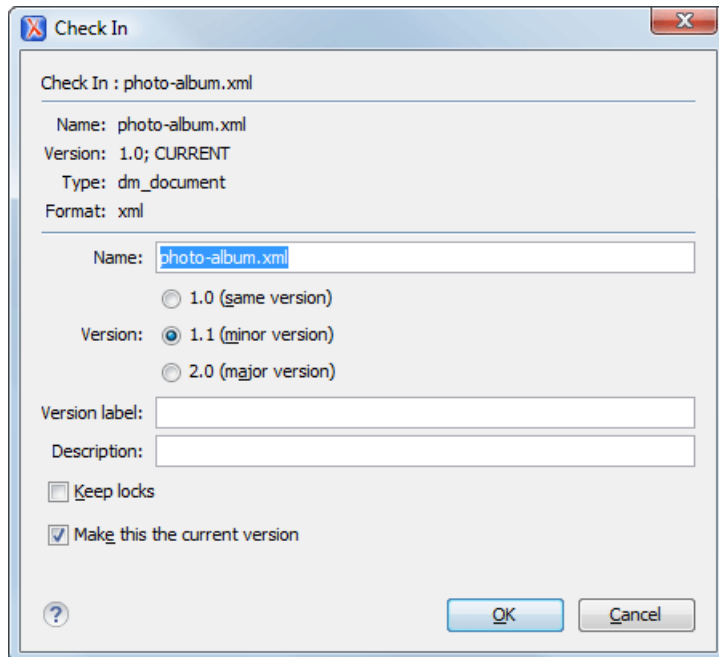 Check In
Check In : photo-album.xml
Name: photo-album.xml
Version: 1.0; CURRENT
Type: dm_document
Format: xml
Name: photo-album.xml
1.0 (same version)
Version: 1.1 (minor version)
2.0 (major version)
Version label:
Description:
Keep locks
Make this the current version
? OK Cancel